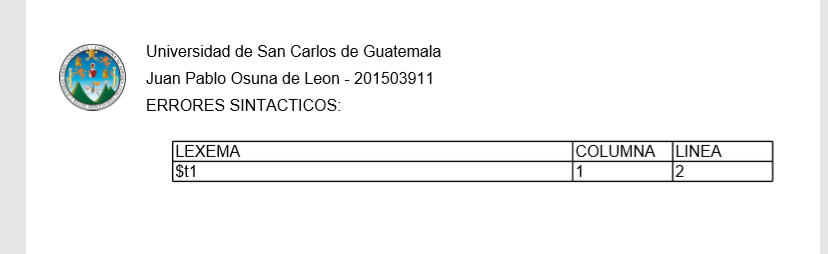 Universidad de San Carlos de Guatemala
Juan Pablo Osuna de Leon - 201503911
ERRORES SINTACTICOS:
LEXEMA COLUMNA LINEA
$t1 1 2